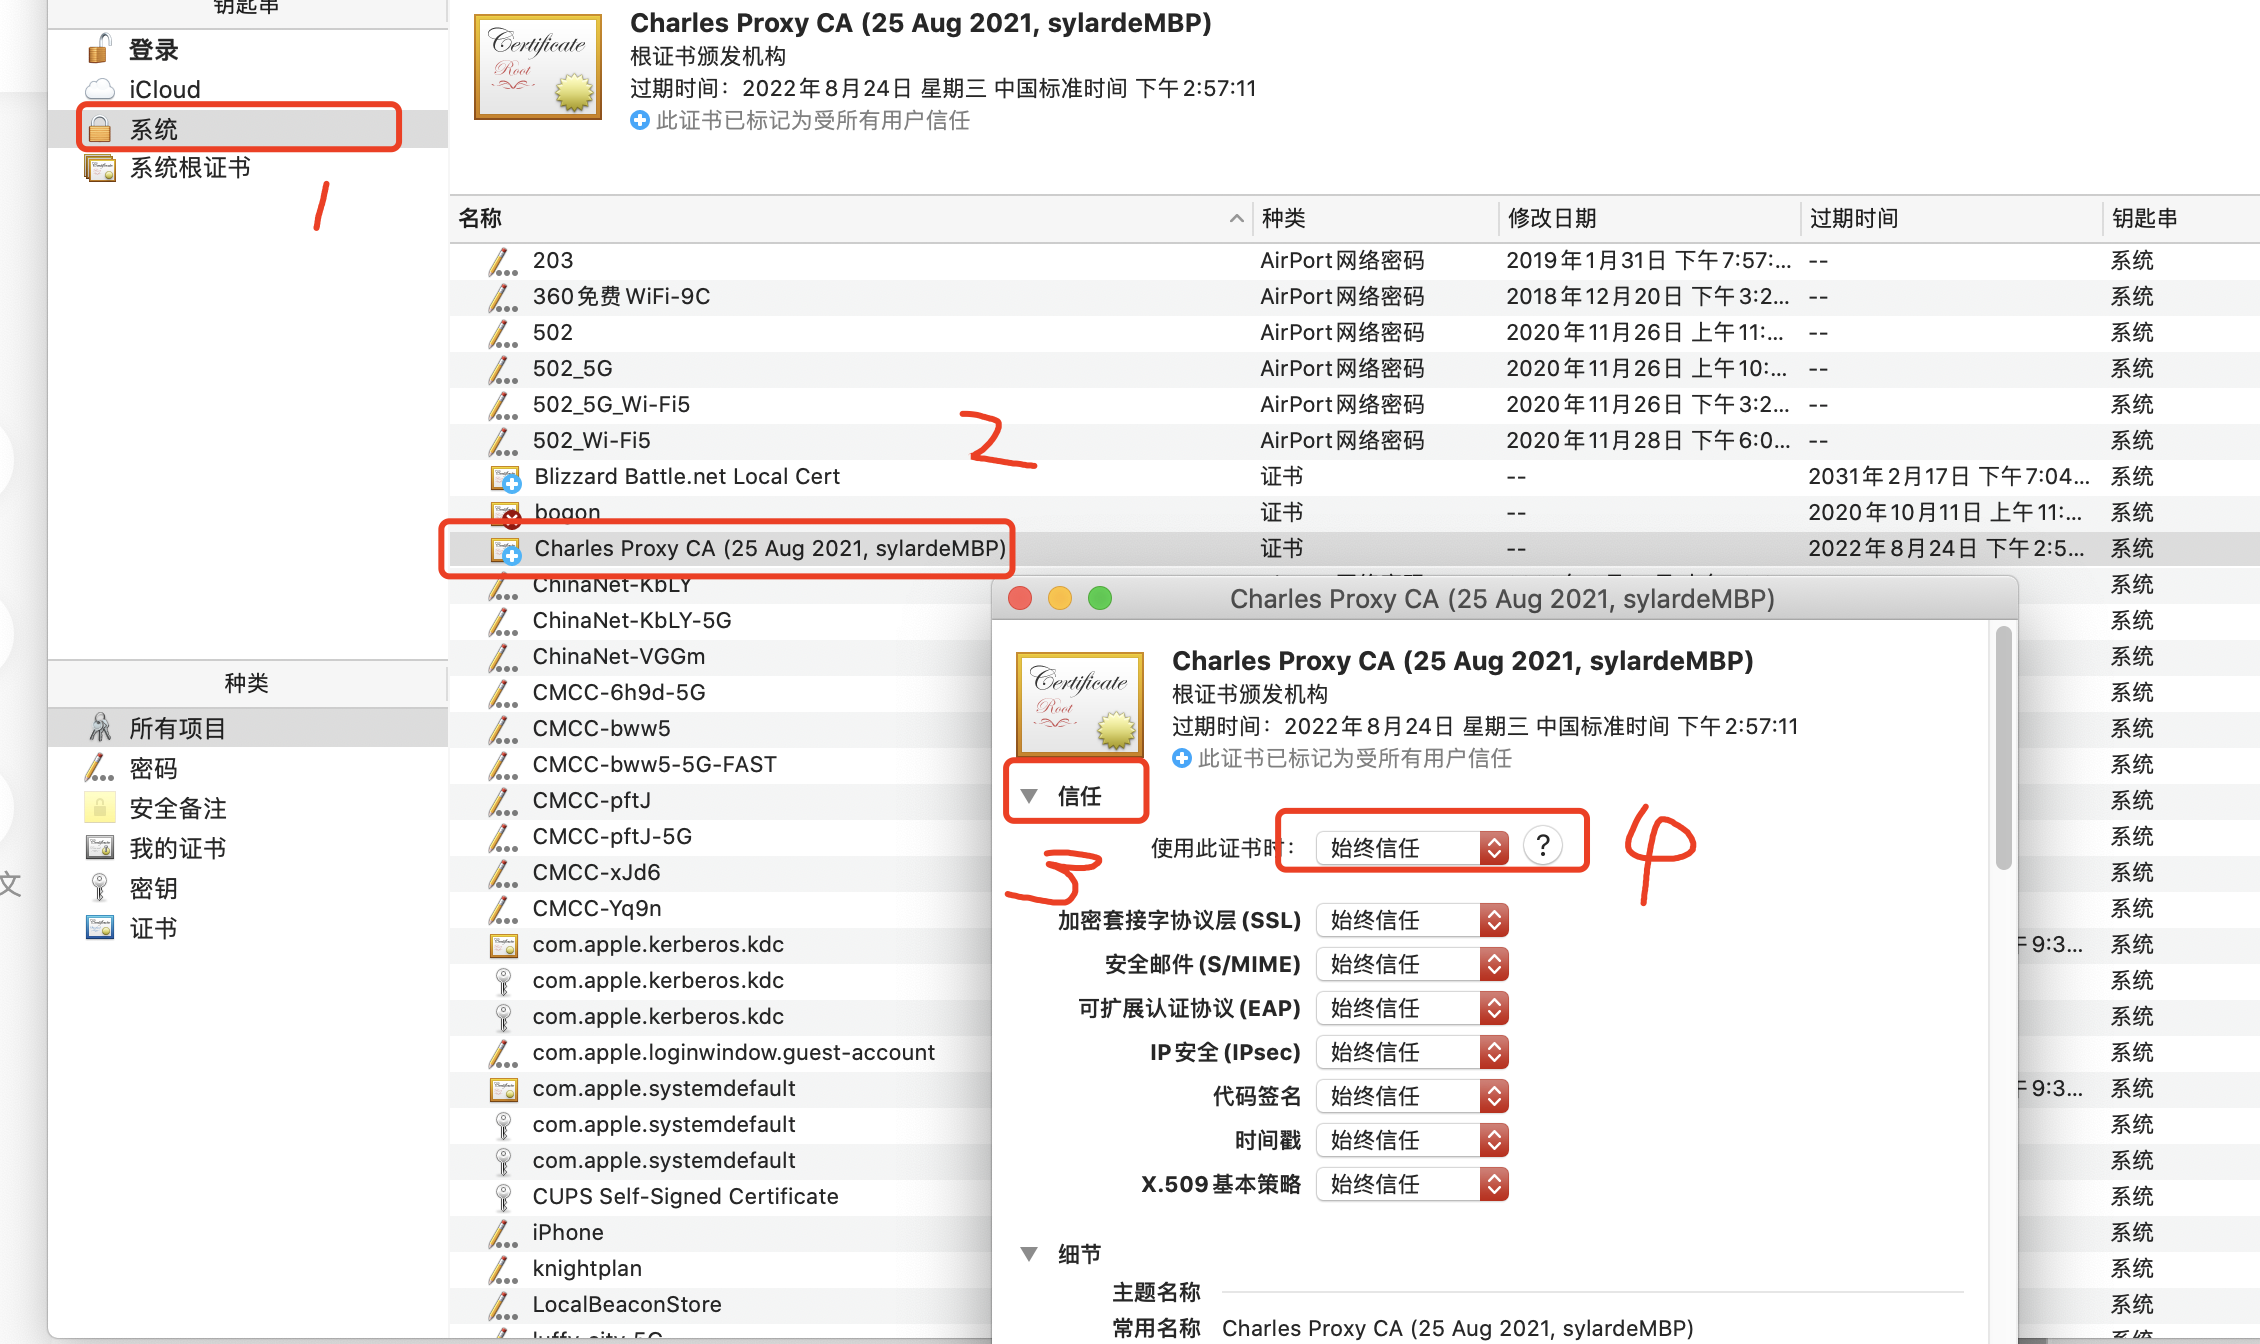 钥匙串
登录
iCloud
系统
系统根证书
1
种类
所有项目
密码
安全备注
我的证书
密钥
证书
文
Certificate
Root
Charles Proxy CA (25 Aug 2021, sylardeMBP)
根证书颁发机构
过期时间：2022年8月24日 星期三 中国标准时间 下午2:57:11
此证书已标记为受所有用户信任
名称 种类 修改日期 过期时间 钥匙串
203 AirPort网络密码 2019年1月31日 下午7:57:... -- 系统
360免费WiFi-9C AirPort网络密码 2018年12月20日 下午3:2... -- 系统
502 AirPort网络密码 2020年11月26日 上午11:... -- 系统
502_5G AirPort网络密码 2020年11月26日 上午10:... -- 系统
502_5G_Wi-Fi5 AirPort网络密码 2020年11月26日 下午3:2... -- 系统
502_Wi-Fi5 AirPort网络密码 2020年11月28日 下午6:0... -- 系统
2
Blizzard Battle.net Local Cert 证书 -- 2031年2月17日 下午7:04... 系统
bogon 证书 -- 2020年10月11日 上午11:... 系统
Charles Proxy CA (25 Aug 2021, sylardeMBP) 证书 -- 2022年8月24日 下午2:5... 系统
ChinaNet-KbLY 系统
ChinaNet-KbLY-5G 系统
ChinaNet-VGGm 系统
CMCC-6h9d-5G 系统
CMCC-bww5 系统
CMCC-bww5-5G-FAST 系统
CMCC-pftJ 系统
CMCC-pftJ-5G 系统
CMCC-xJd6 系统
CMCC-Yq9n 系统
com.apple.kerberos.kdc 午9:3... 系统
com.apple.kerberos.kdc 系统
com.apple.kerberos.kdc 系统
com.apple.loginwindow.guest-account 系统
com.apple.systemdefault 午9:3... 系统
com.apple.systemdefault 系统
com.apple.systemdefault 系统
CUPS Self-Signed Certificate 系统
iPhone 系统
knightplan 系统
LocalBeaconStore 系统
luffy-city-5G 系统
Charles Proxy CA (25 Aug 2021, sylardeMBP)
Certificate
Root
Charles Proxy CA (25 Aug 2021, sylardeMBP)
根证书颁发机构
过期时间：2022年8月24日 星期三 中国标准时间 下午2:57:11
此证书已标记为受所有用户信任
信任
使用此证书时： 始终信任 ?
3
4
加密套接字协议层(SSL) 始终信任
安全邮件(S/MIME) 始终信任
可扩展认证协议(EAP) 始终信任
IP安全(IPsec) 始终信任
代码签名 始终信任
时间戳 始终信任
X.509基本策略 始终信任
细节
主题名称
常用名称 Charles Proxy CA (25 Aug 2021, sylardeMBP)